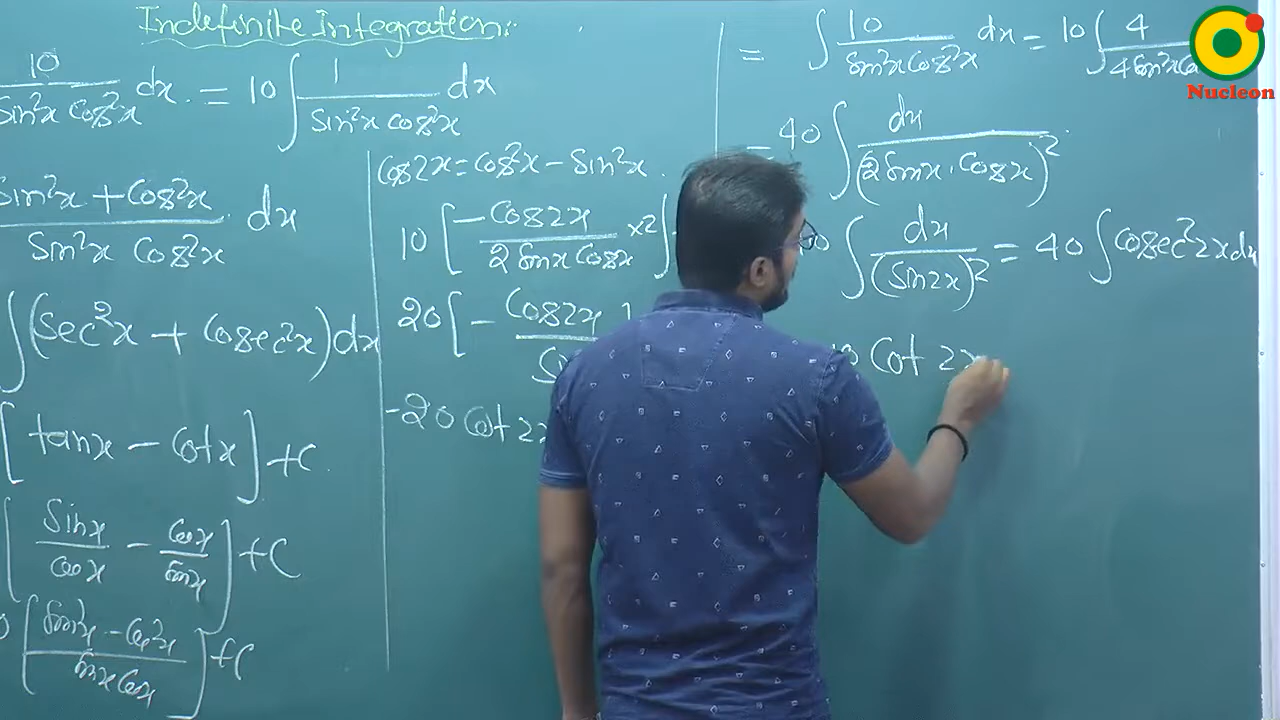 Indefinite Integration:
10/(Sin²x Cos²x) dx. = 10 ∫ 1/(Sin²x Cos²x) dx
(Sin²x + Cos²x)/(Sin²x Cos²x) dx
∫(Sec²x + Cosec²x) dx
[tanx - Cotx] + C.
[Sinx/Cosx - Cosx/Sinx] + C
[(Sin²x - Cos²x)/(Sinx Cosx)] + C
Cos2x = Cos²x - Sin²x.
10 [-Cos2x/(2 Sinx Cosx) ×2]
20 [-Cos2x
-20 Cot 2x
= ∫ 10/(Sin²x Cos²x) dx = 10 ∫ 4/(4 Sin²x
= 40 ∫ dx/(2 Sinx. Cosx)²
∫ dx/(Sin2x)² = 40 ∫ Cosec²2x dx
Cot 2x
Nucleon